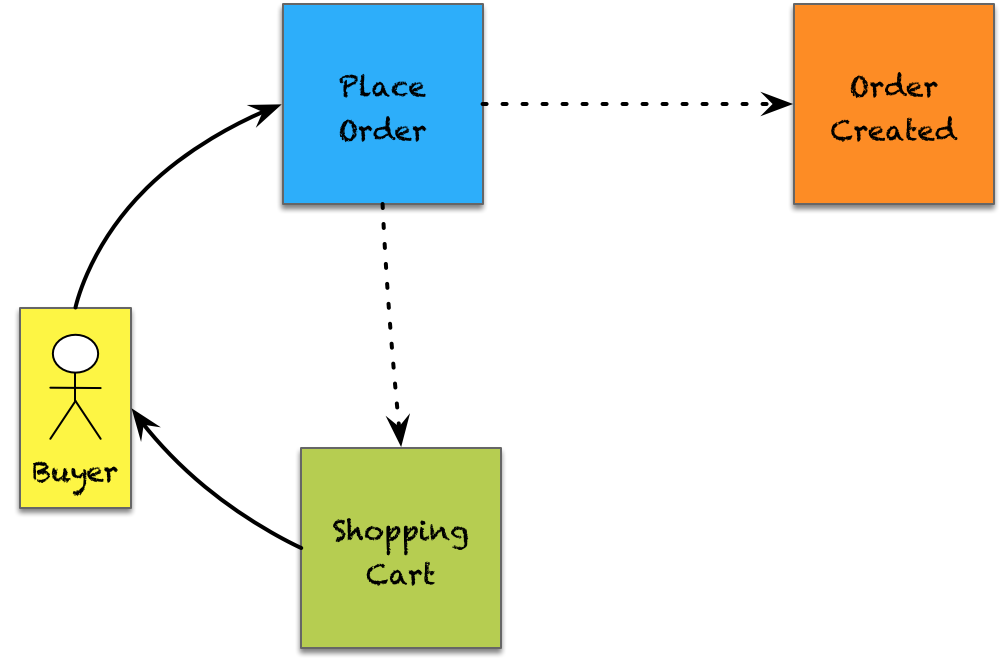 Place
Order
Order
Created
Buyer
Shopping
Cart